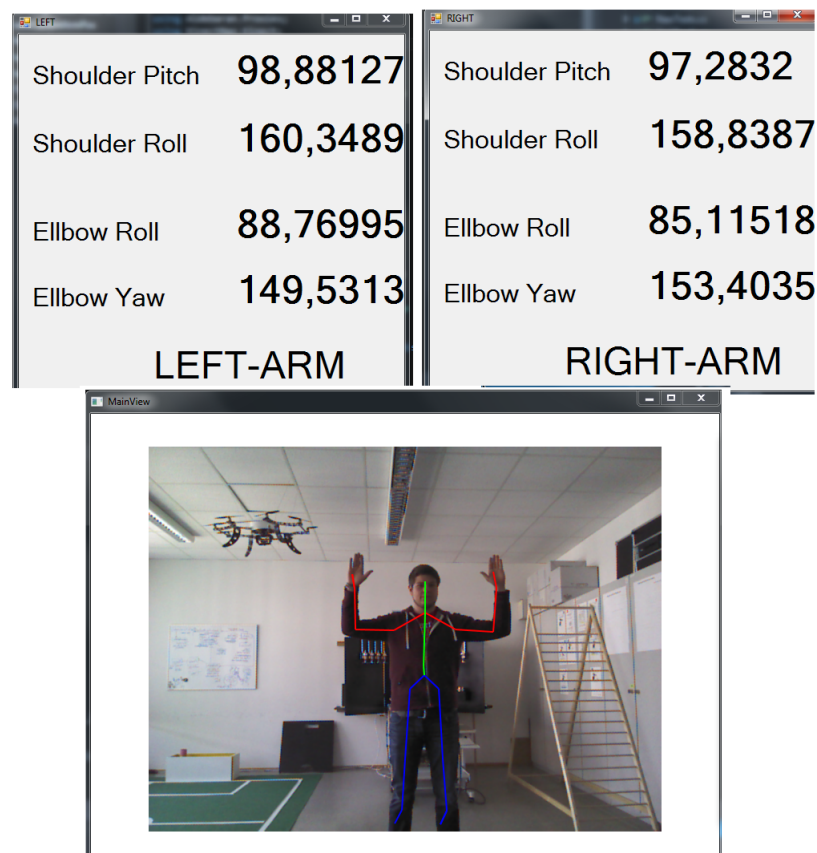 LEFT
Shoulder Pitch 98,88127
Shoulder Roll 160,3489
Ellbow Roll 88,76995
Ellbow Yaw 149,5313
LEFT-ARM
RIGHT
Shoulder Pitch 97,2832
Shoulder Roll 158,8387
Ellbow Roll 85,11518
Ellbow Yaw 153,4035
RIGHT-ARM
MainView